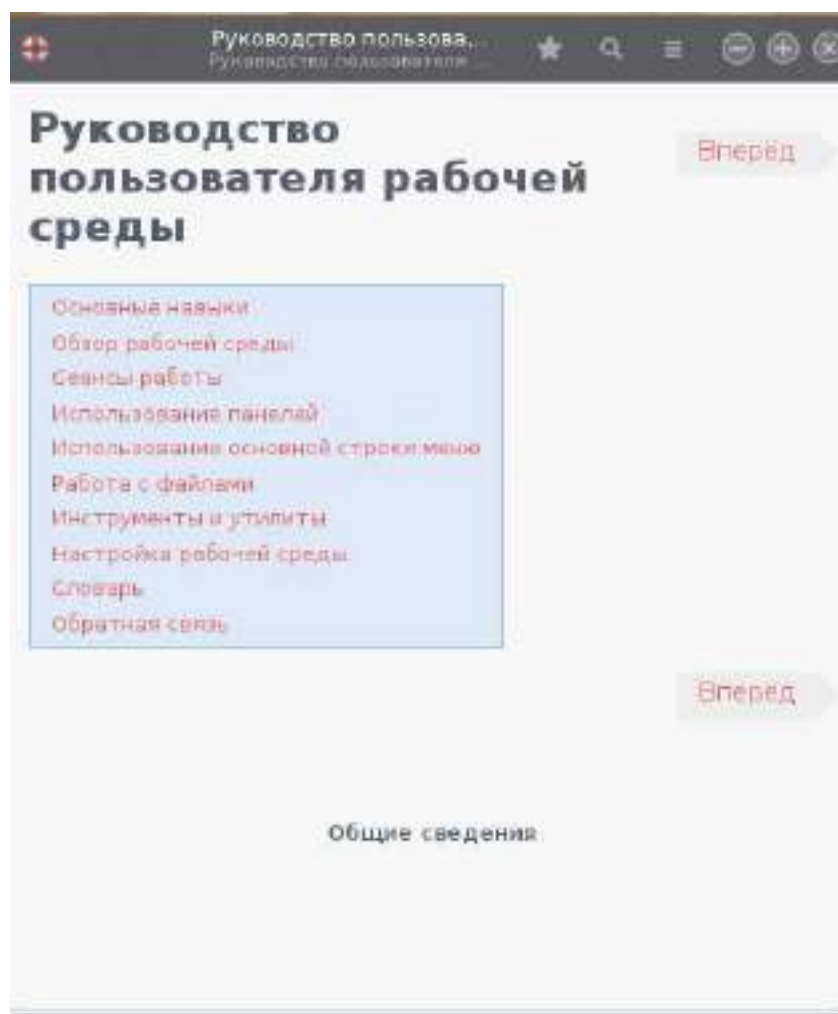 Руководство пользова...
Руководство пользователя ...
Руководство
пользователя рабочей
среды
Вперёд
Основные навыки
Обзор рабочей среды
Сеансы работы
Использование панелей
Использование основной строки меню
Работа с файлами
Инструменты и утилиты
Настройка рабочей среды
Словарь
Обратная связь
Вперёд
Общие сведения